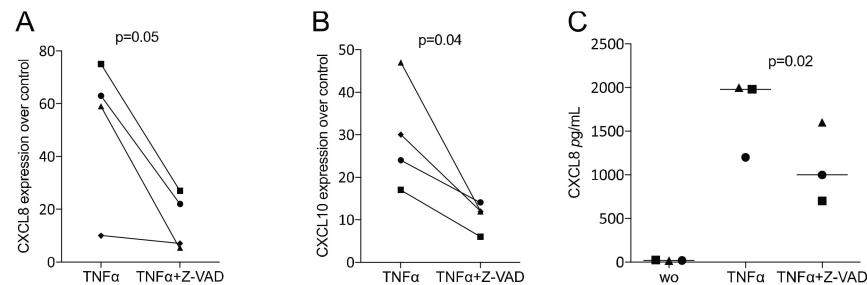 A
p=0.05
CXCL8 expression over control
80
60
40
20
0
TNFα
TNFα+Z-VAD
B
p=0.04
CXCL10 expression over control
50
40
30
20
10
0
TNFα
TNFα+Z-VAD
C
p=0.02
CXCL8 pg/mL
2500
2000
1500
1000
500
0
wo
TNFα
TNFα+Z-VAD